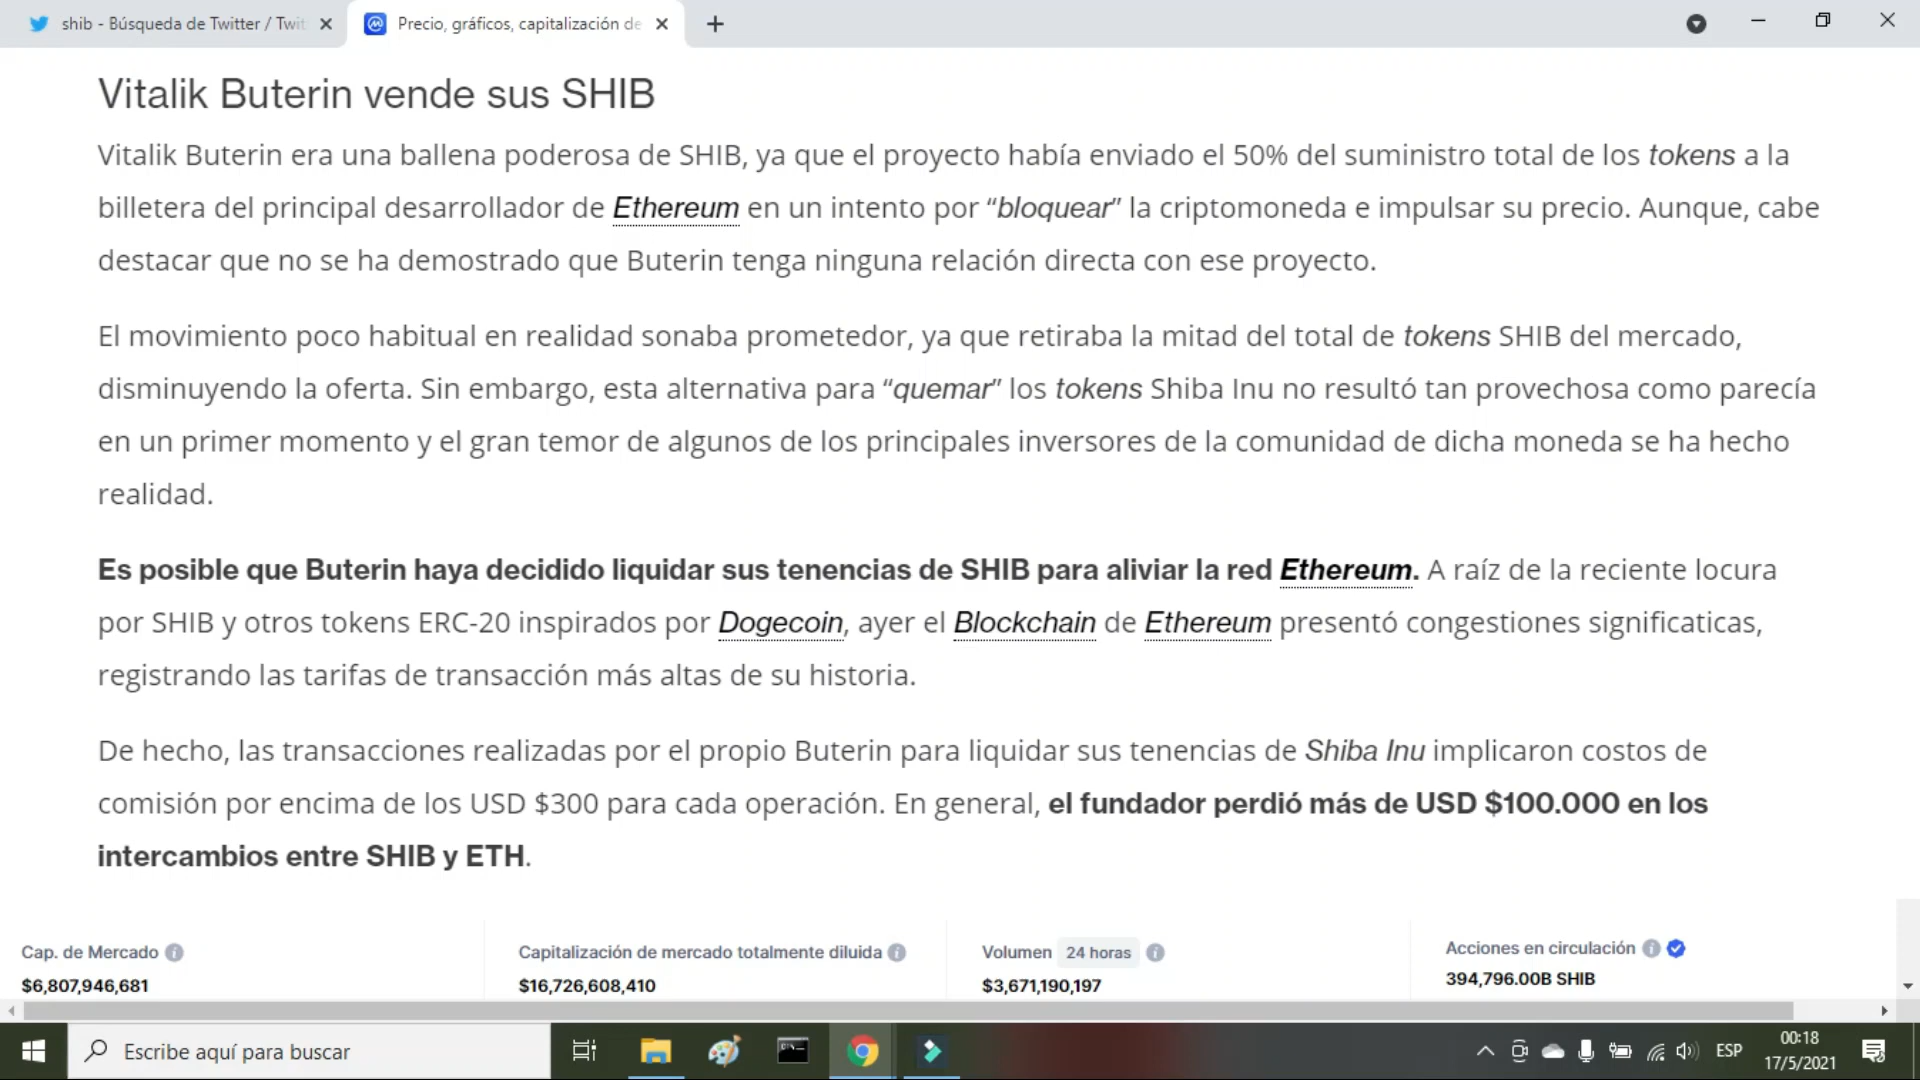 shib - Búsqueda de Twitter / Twit
Precio, gráficos, capitalización de
Vitalik Buterin vende sus SHIB
Vitalik Buterin era una ballena poderosa de SHIB, ya que el proyecto había enviado el 50% del suministro total de los tokens a la
billetera del principal desarrollador de Ethereum en un intento por “bloquear” la criptomoneda e impulsar su precio. Aunque, cabe
destacar que no se ha demostrado que Buterin tenga ninguna relación directa con ese proyecto.
El movimiento poco habitual en realidad sonaba prometedor, ya que retiraba la mitad del total de tokens SHIB del mercado,
disminuyendo la oferta. Sin embargo, esta alternativa para “quemar” los tokens Shiba Inu no resultó tan provechosa como parecía
en un primer momento y el gran temor de algunos de los principales inversores de la comunidad de dicha moneda se ha hecho
realidad.
Es posible que Buterin haya decidido liquidar sus tenencias de SHIB para aliviar la red Ethereum. A raíz de la reciente locura
por SHIB y otros tokens ERC-20 inspirados por Dogecoin, ayer el Blockchain de Ethereum presentó congestiones significaticas,
registrando las tarifas de transacción más altas de su historia.
De hecho, las transacciones realizadas por el propio Buterin para liquidar sus tenencias de Shiba Inu implicaron costos de
comisión por encima de los USD $300 para cada operación. En general, el fundador perdió más de USD $100.000 en los
intercambios entre SHIB y ETH.
Cap. de Mercado
$6,807,946,681
Capitalización de mercado totalmente diluida
$16,726,608,410
Volumen 24 horas
$3,671,190,197
Acciones en circulación
394,796.00B SHIB
Escribe aquí para buscar
ESP
00:18
17/5/2021